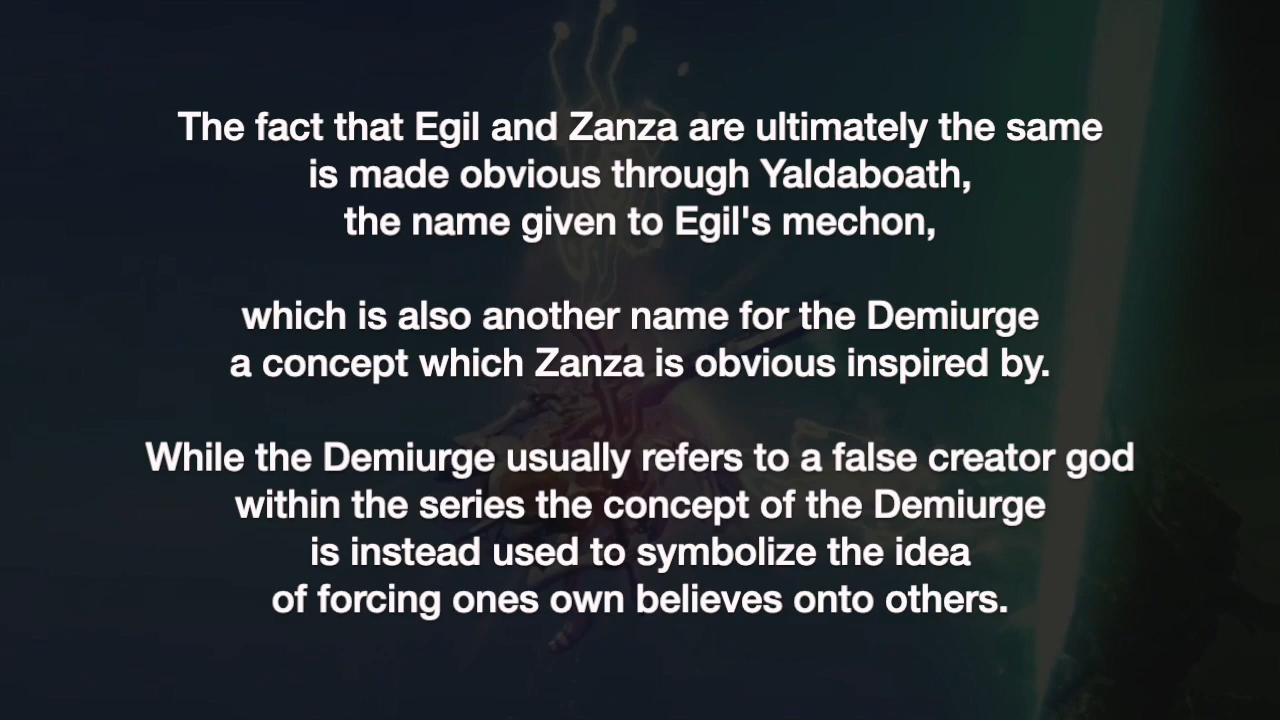 The fact that Egil and Zanza are ultimately the same
is made obvious through Yaldaboath,
the name given to Egil's mechon,
which is also another name for the Demiurge
a concept which Zanza is obvious inspired by.
While the Demiurge usually refers to a false creator god
within the series the concept of the Demiurge
is instead used to symbolize the idea
of forcing ones own believes onto others.